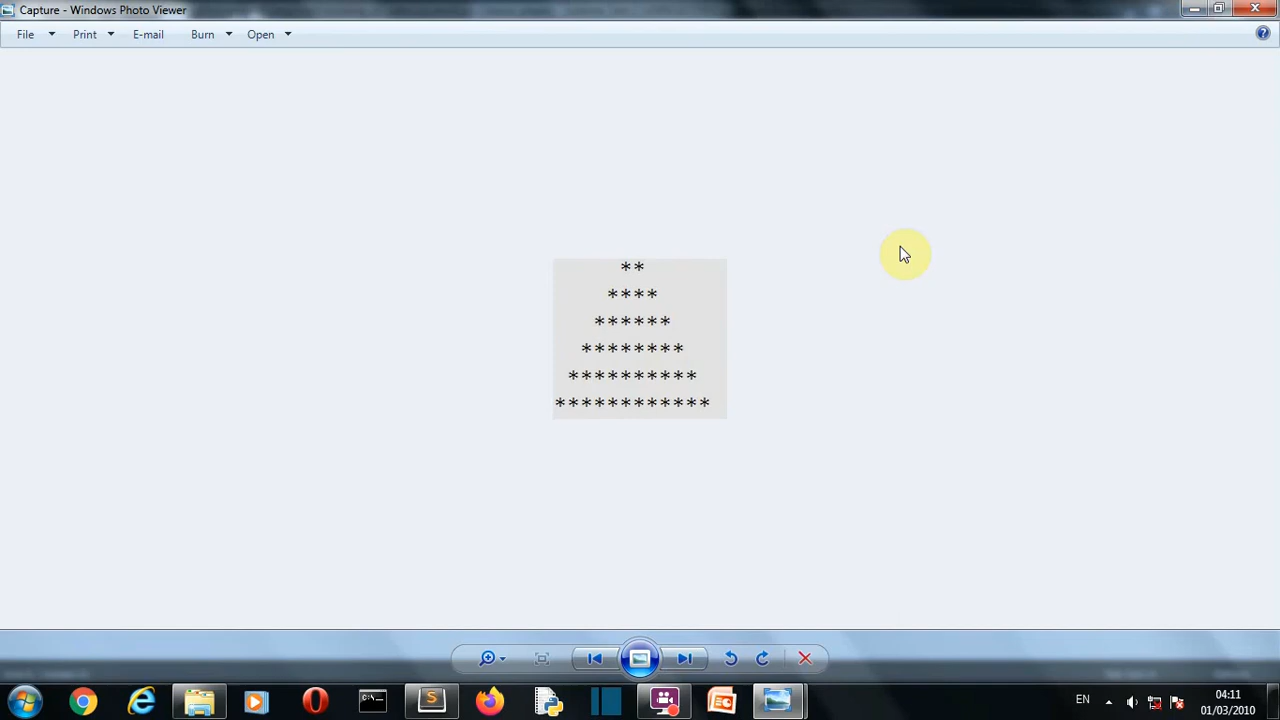 Capture - Windows Photo Viewer
File Print E-mail Burn Open
**
****
******
********
**********
************
EN 04:11
01/03/2010